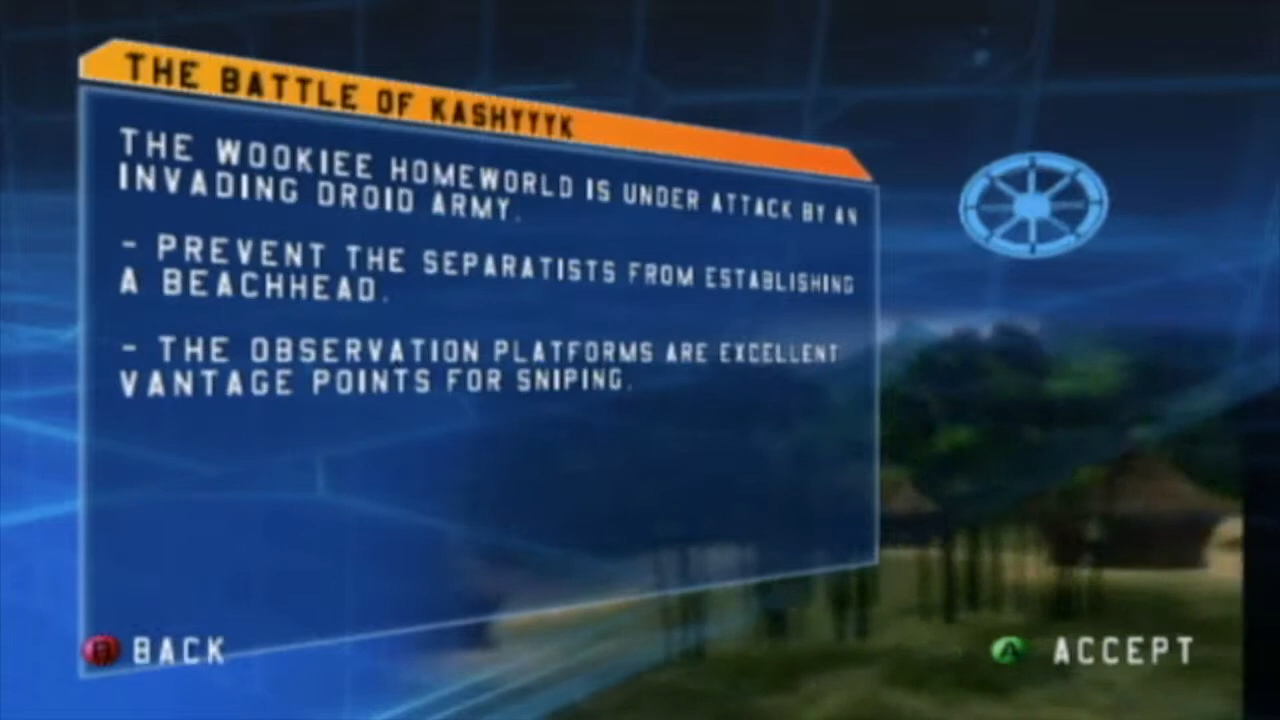 THE BATTLE OF KASHYYYK
THE WOOKIEE HOMEWORLD IS UNDER ATTACK BY AN
INVADING DROID ARMY.
- PREVENT THE SEPARATISTS FROM ESTABLISHING
A BEACHHEAD.
- THE OBSERVATION PLATFORMS ARE EXCELLENT
VANTAGE POINTS FOR SNIPING.
B BACK
A ACCEPT